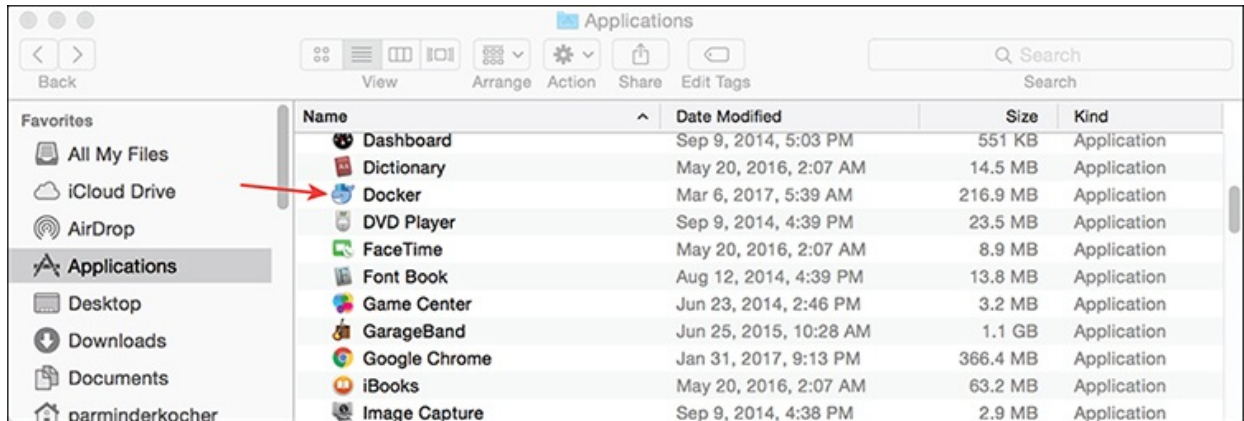 Applications
Back View Arrange Action Share Edit Tags Search Search
Favorites
All My Files
iCloud Drive
AirDrop
Applications
Desktop
Downloads
Documents
parminderkocher
Name Date Modified Size Kind
Dashboard Sep 9, 2014, 5:03 PM 551 KB Application
Dictionary May 20, 2016, 2:07 AM 14.5 MB Application
Docker Mar 6, 2017, 5:39 AM 216.9 MB Application
DVD Player Sep 9, 2014, 4:39 PM 23.5 MB Application
FaceTime May 20, 2016, 2:07 AM 8.9 MB Application
Font Book Aug 12, 2014, 4:39 PM 13.8 MB Application
Game Center Jun 23, 2014, 2:46 PM 3.2 MB Application
GarageBand Jun 25, 2015, 10:28 AM 1.1 GB Application
Google Chrome Jan 31, 2017, 9:13 PM 366.4 MB Application
iBooks May 20, 2016, 2:07 AM 63.2 MB Application
Image Capture Sep 9, 2014, 4:38 PM 2.9 MB Application